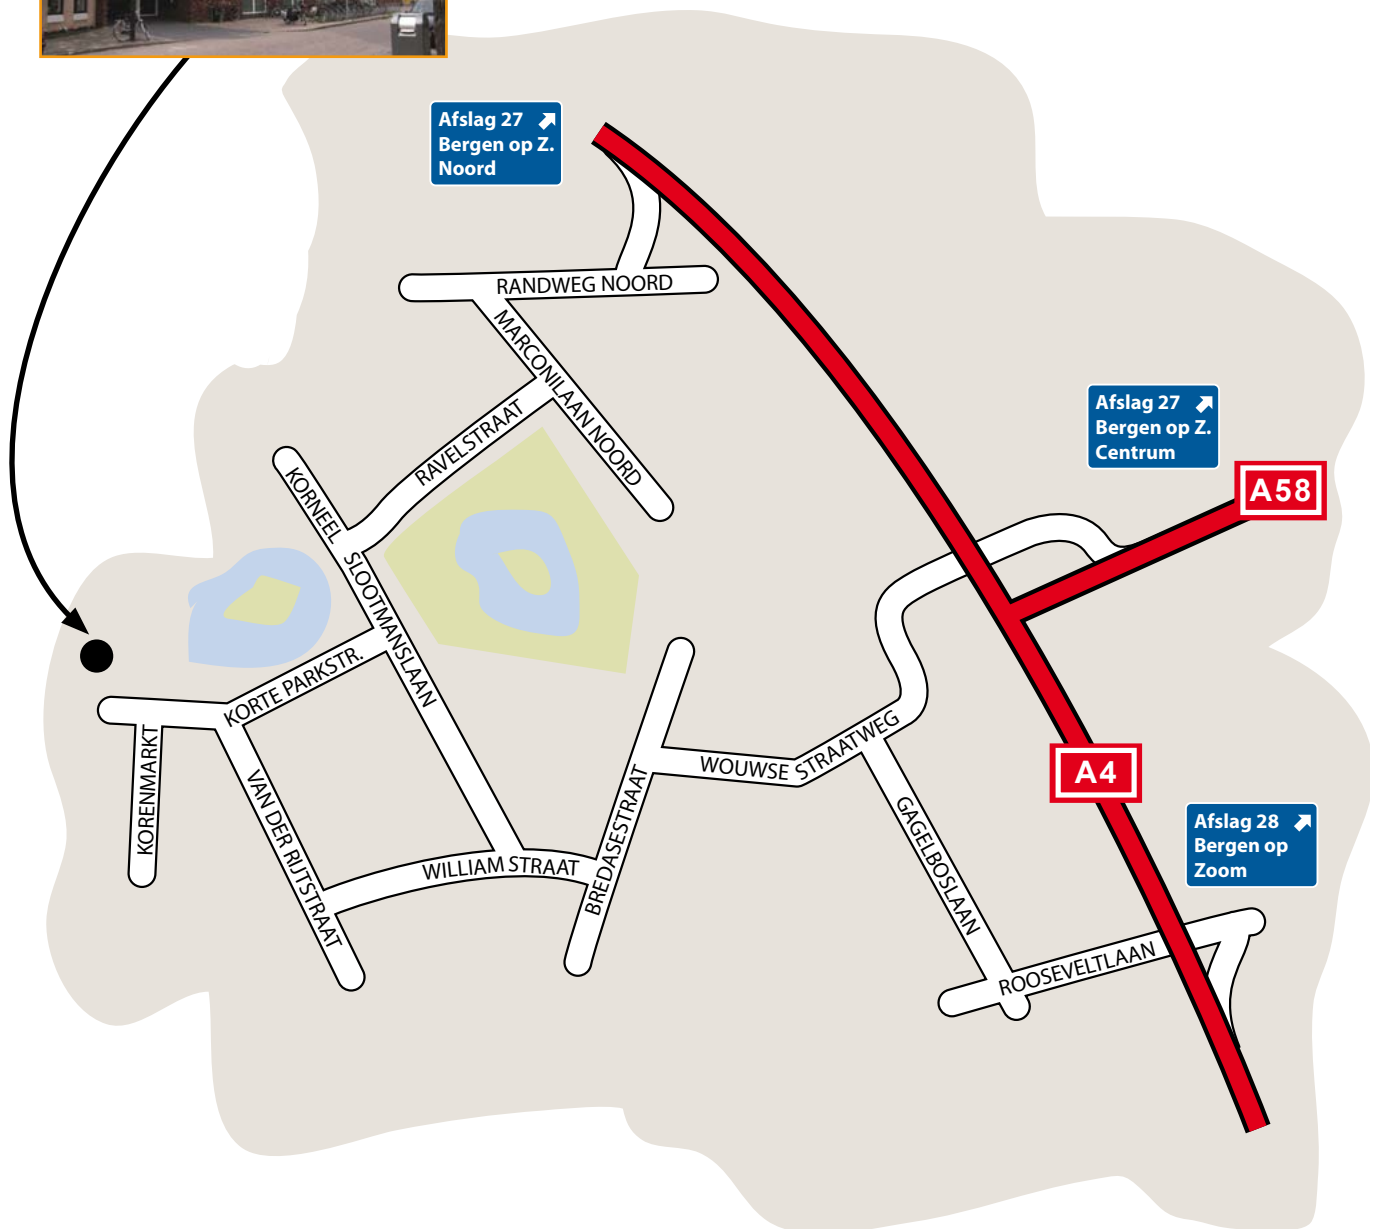 Afslag 27
Bergen op Z.
Noord
RANDWEG NOORD
MARCONILAAN NOORD
Afslag 27
Bergen op Z.
Centrum
RAVELSTRAAT
A58
KORNEEL SLOOTMANSLAAN
KORTE PARKSTR.
WOUWSE STRAATWEG
A4
KORENMARKT
VAN DER RIJTSTRAAT
WILLIAM STRAAT
BREDASESTRAAT
GAGELBOSLAAN
Afslag 28
Bergen op
Zoom
ROOSEVELTLAAN